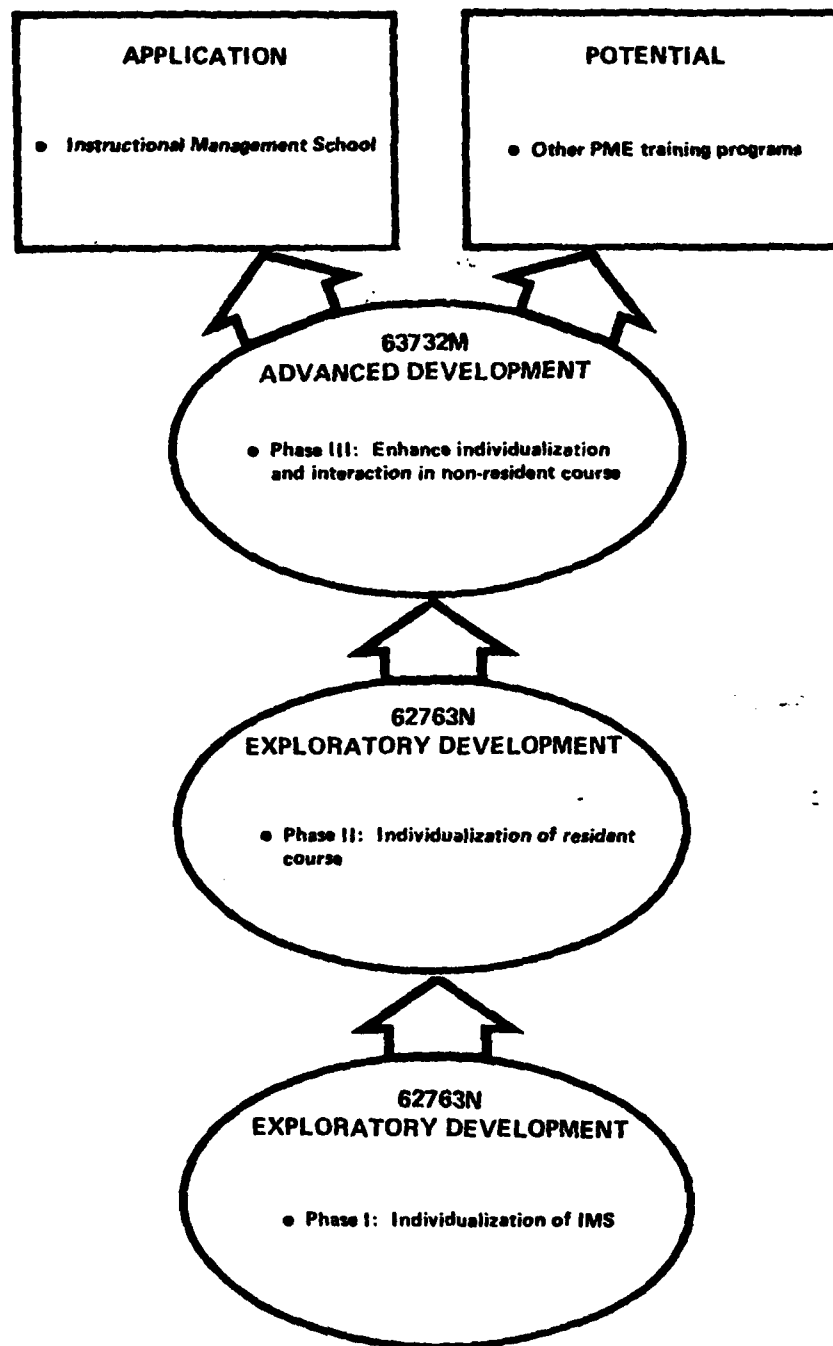 APPLICATION
• Instructional Management School
POTENTIAL
• Other PME training programs
63732M
ADVANCED DEVELOPMENT
• Phase III: Enhance individualization
and interaction in non-resident course
62763N
EXPLORATORY DEVELOPMENT
• Phase II: Individualization of resident
course
62763N
EXPLORATORY DEVELOPMENT
• Phase I: Individualization of IMS